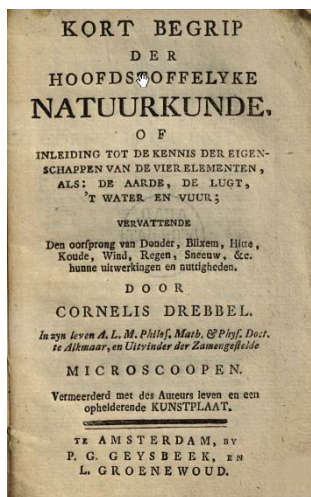 KORT BEGRIP
DER
HOOFDSTOFFELYKE
NATUURKUNDE,
OF
INLEIDING TOT DE KENNIS DER EIGEN-
SCHAPPEN VAN DE VIER ELEMENTEN,
ALS: DE AARDE, DE LUGT,
'T WATER EN VUUR;
VERVATTENDE
Den oorsprong van Donder, Blixem, Hitte,
Koude, Wind, Regen, Sneeuw, &c.
hunne uitwerkingen en nuttigheden.
DOOR
CORNELIS DREBBEL.
In zyn leven A. L. M. Philoſ. Math. & Phyſ. Doct.
te Alkmaar, en Uitvinder der Zamengeſtelde
MICROSCOOPEN.
Vermeerderd met des Auteurs leven en een
ophelderende KUNSTPLAAT.
TE AMSTERDAM, BY
P. G. GEYSBEEK, EN
L. GROENEWOUD.